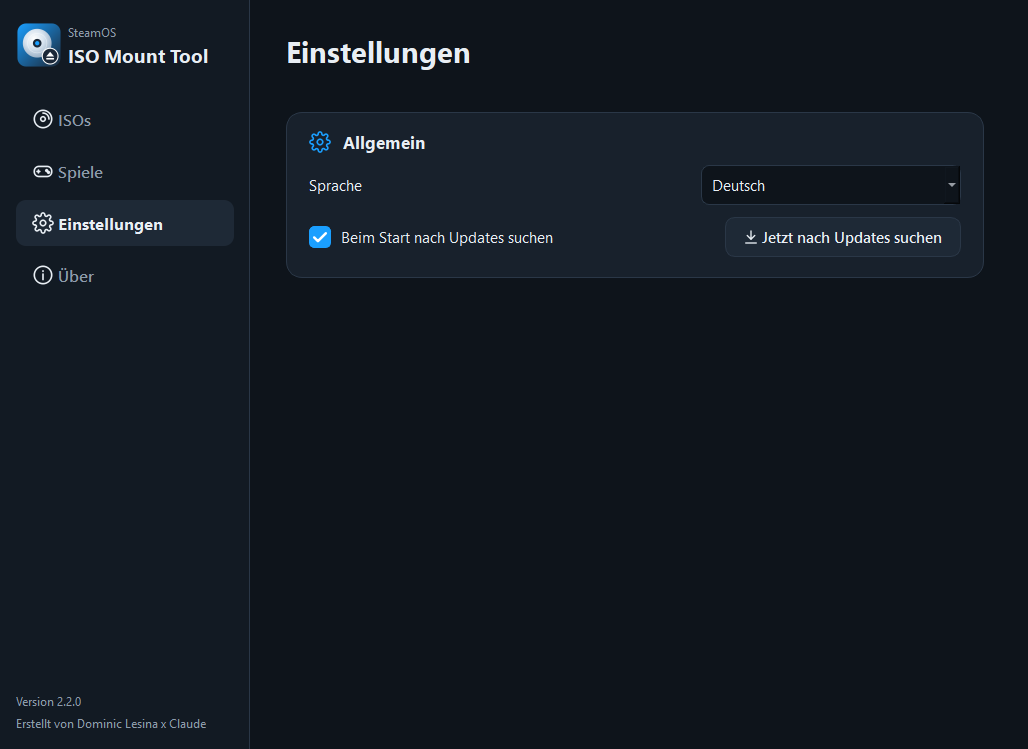 SteamOS
ISO Mount Tool
ISOs
Spiele
Einstellungen
Über
Version 2.2.0
Erstellt von Dominic Lesina x Claude
Einstellungen
Allgemein
Sprache
Deutsch
Beim Start nach Updates suchen
Jetzt nach Updates suchen